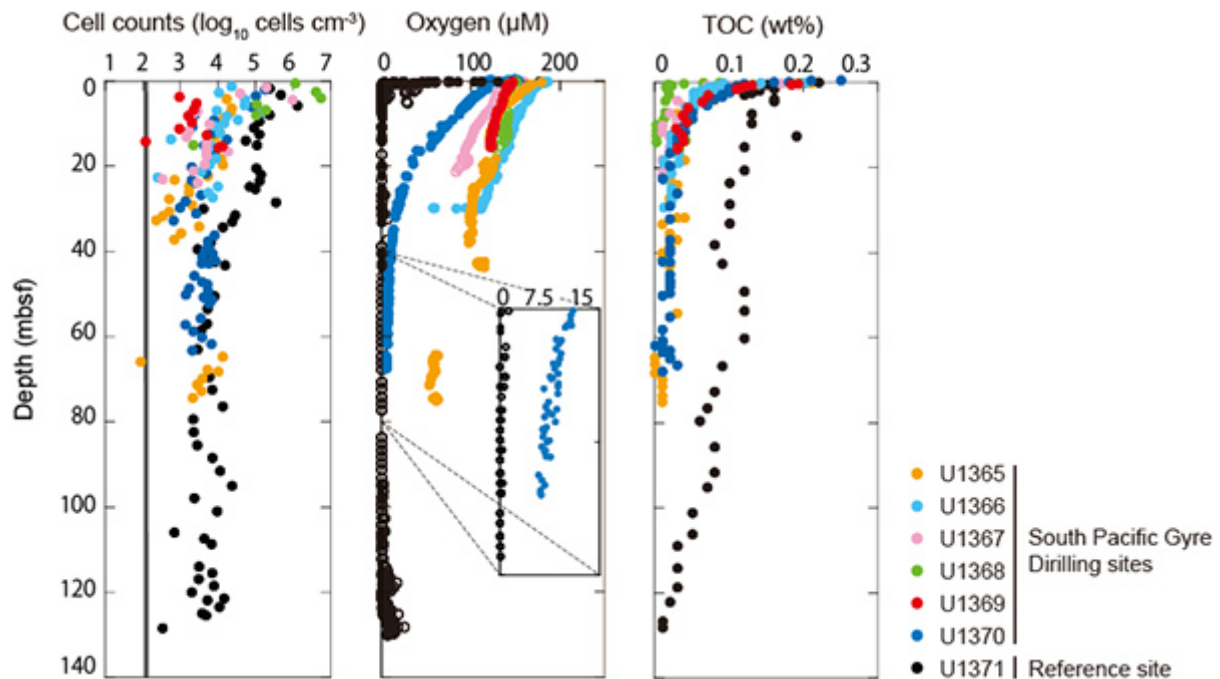 Cell counts (log10 cells cm-3)
Oxygen (µM)
TOC (wt%)
1 2 3 4 5 6 7
0 100 200
0 0.1 0.2 0.3
0
20
40
60
80
100
120
140
Depth (mbsf)
0 7.5 15
U1365
U1366
U1367
U1368
U1369
U1370
U1371
South Pacific Gyre
Dirilling sites
Reference site